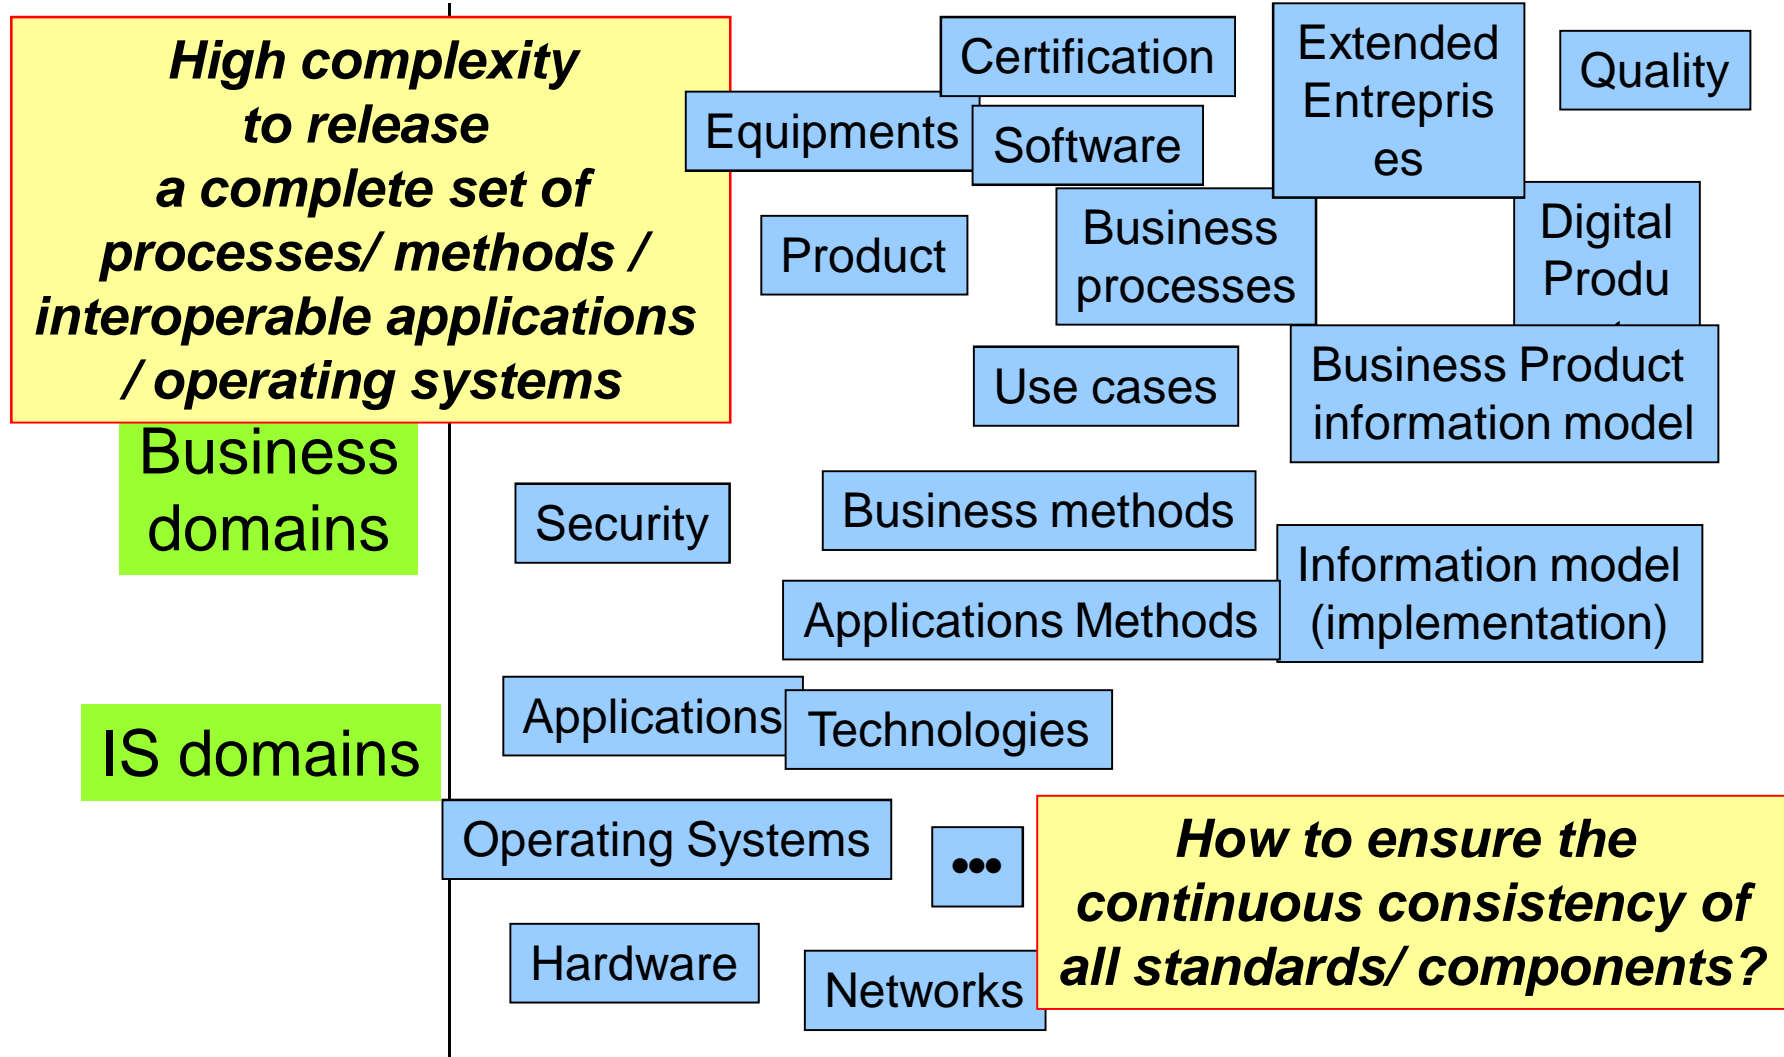 High complexity
to release
a complete set of
processes/ methods /
interoperable applications
/ operating systems
Certification
Extended
Entrepris
es
Quality
Equipments
Software
Product
Business
processes
Digital
Produ
Use cases
Business Product
information model
Business
domains
Security
Business methods
Information model
(implementation)
Applications Methods
Applications
Technologies
IS domains
Operating Systems
•••
How to ensure the
continuous consistency of
all standards/ components?
Hardware
Networks